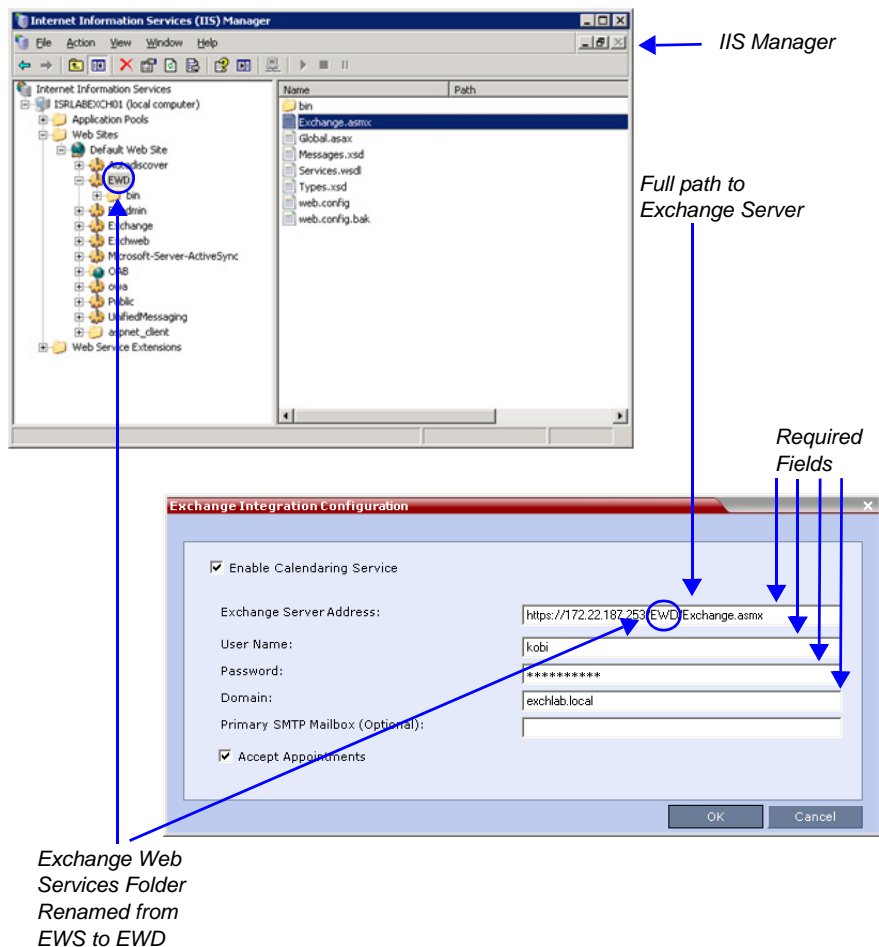 Internet Information Services (IIS) Manager
File Action View Window Help
IIS Manager
Internet Information Services
ISRLABEXCH01 (local computer)
Application Pools
Web Sites
Default Web Site
Autodiscover
EWD
bin
Exchange
Microsoft-Server-ActiveSync
OAB
owa
Public
UnifiedMessaging
aspnet_client
Web Service Extensions
Name Path
bin
Exchange.asmx
Global.asax
Messages.xsd
Services.wsdl
Types.xsd
web.config
web.config.bak
Full path to
Exchange Server
Required
Fields
Exchange Integration Configuration
Enable Calendaring Service
Exchange Server Address: https://172.22.187.253/EWD/Exchange.asmx
User Name: kobi
Password: **********
Domain: exchlab.local
Primary SMTP Mailbox (Optional):
Accept Appointments
OK Cancel
Exchange Web
Services Folder
Renamed from
EWS to EWD